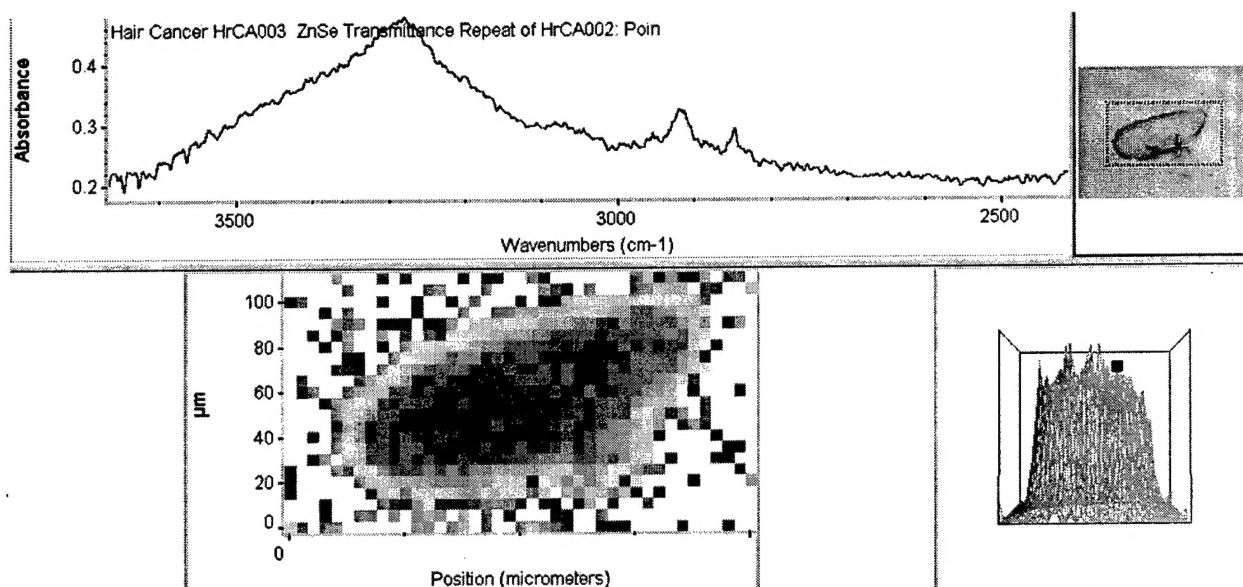 Hair Cancer HrCA003 ZnSe Transmittance Repeat of HrCA002: Poin
Absorbance
0.4
0.3
0.2
3500
3000
2500
Wavenumbers (cm-1)
µm
100
80
60
40
20
0
0
Position (micrometers)